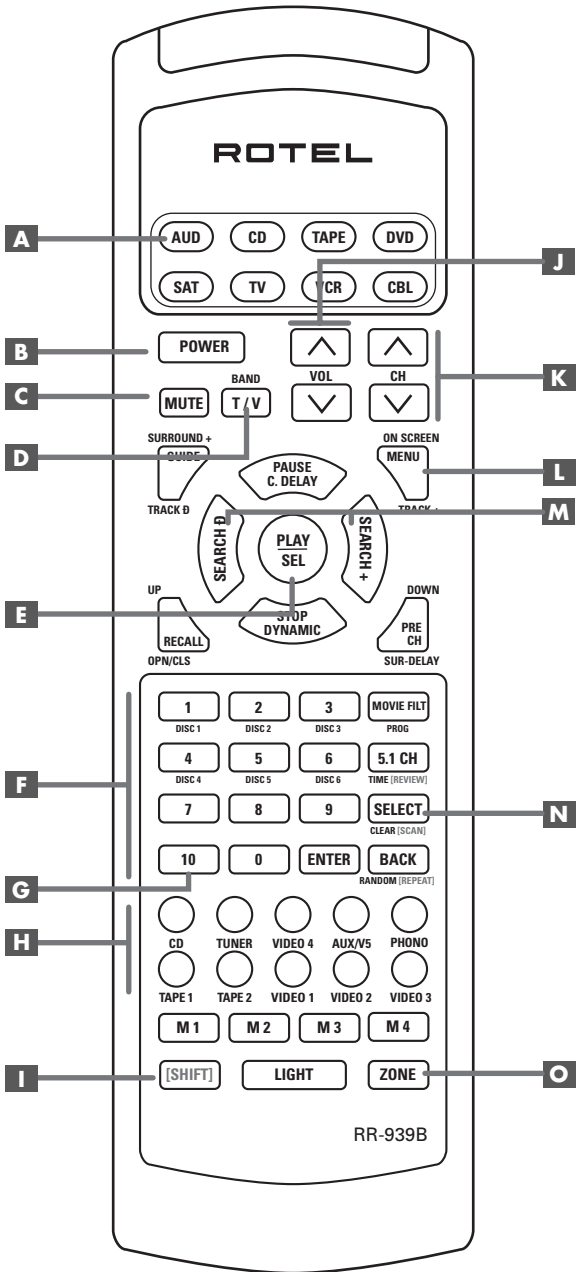 ROTEL
A
AUD CD TAPE DVD
J
SAT TV VCR CBL
B
POWER
K
BAND
VOL CH
C
MUTE T / V
D
SURROUND + ON SCREEN
GUIDE MENU
L
PAUSE
C. DELAY
TRACK Ð TRACK +
M
SEARCH Ð
SEARCH +
PLAY
SEL
UP DOWN
E
STOP
DYNAMIC
RECALL
PRE
CH
OPN/CLS SUR-DELAY
1 2 3 MOVIE FILT
DISC 1 DISC 2 DISC 3 PROG
F
4 5 6 5.1 CH
DISC 4 DISC 5 DISC 6 TIME [REVIEW]
7 8 9 SELECT
N
CLEAR [SCAN]
10 0 ENTER BACK
G
RANDOM [REPEAT]
H
CD TUNER VIDEO 4 AUX/V5 PHONO
TAPE 1 TAPE 2 VIDEO 1 VIDEO 2 VIDEO 3
M 1 M 2 M 3 M 4
I
[SHIFT] LIGHT ZONE
O
RR-939B